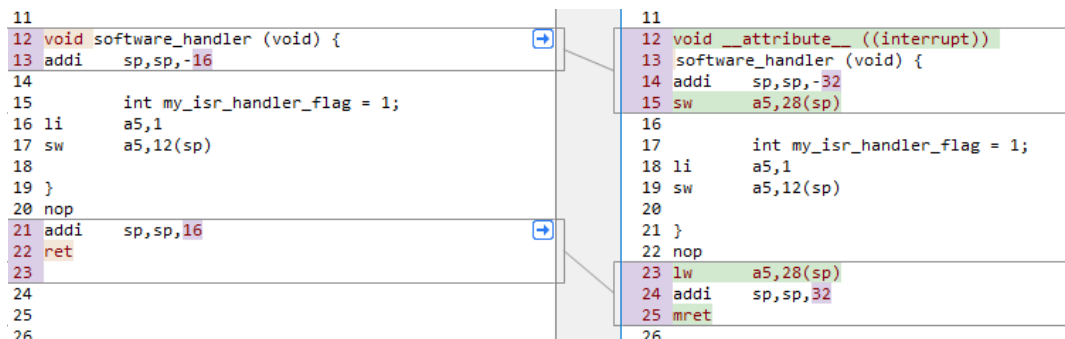 11
12 void software_handler (void) {
13 addi sp,sp,-16
14
15 int my_isr_handler_flag = 1;
16 li a5,1
17 sw a5,12(sp)
18
19 }
20 nop
21 addi sp,sp,16
22 ret
23
24
25
26
11
12 void __attribute__ ((interrupt))
13 software_handler (void) {
14 addi sp,sp,-32
15 sw a5,28(sp)
16
17 int my_isr_handler_flag = 1;
18 li a5,1
19 sw a5,12(sp)
20
21 }
22 nop
23 lw a5,28(sp)
24 addi sp,sp,32
25 mret
26